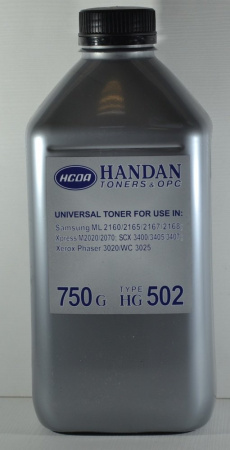 HCOA HANDAN
TONERS & OPC
UNIVERSAL TONER FOR USE IN:
Samsung ML 2160/2165/2167/2168
Xpress M2020/2070; SCX 3400/3405/3407
Xerox Phaser 3020/WC 3025
750 G TYPE HG 502